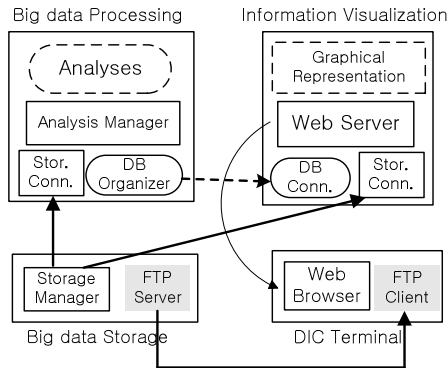 Big data Processing
Information Visualization
Analyses
Analysis Manager
Stor.
Conn.
DB
Organizer
Graphical
Representation
Web Server
DB
Conn.
Stor.
Conn.
Storage
Manager
FTP
Server
Big data Storage
Web
Browser
FTP
Client
DIC Terminal